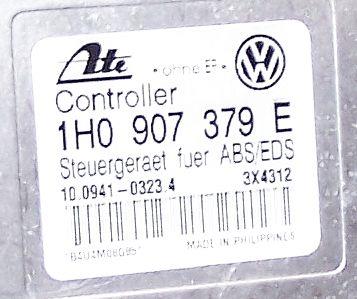 Ate ·ohne EP·
Controller
1H0 907 379 E
Steuergeraet fuer ABS/EDS
10.0941-0323.4 3X4312
MADE IN PHILIPPINES